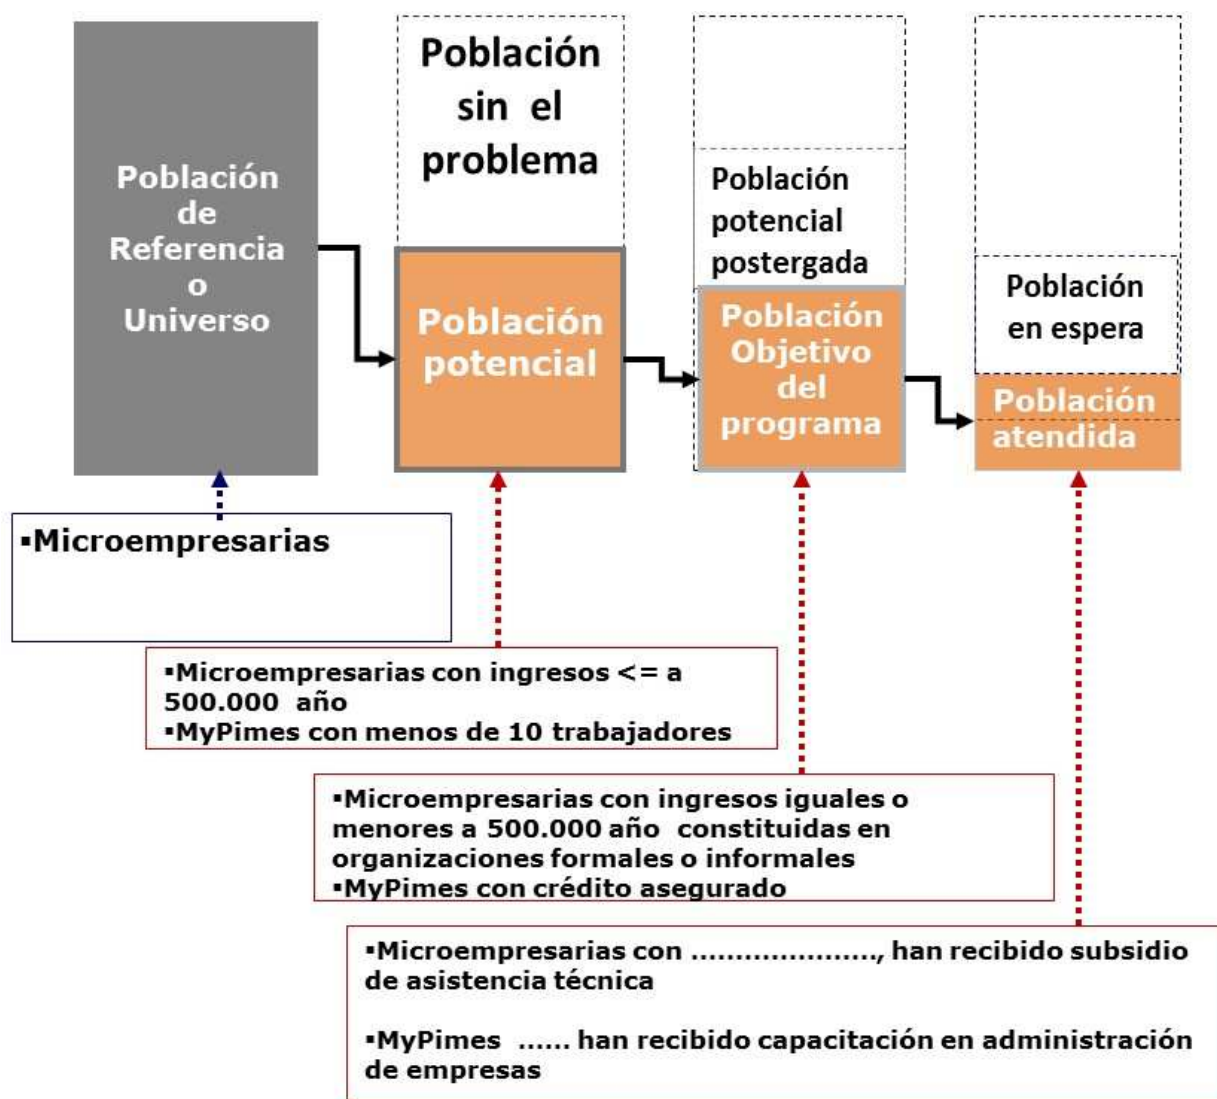 Población
de
Referencia
o
Universo
Población
sin el
problema
Población
potencial
Población
potencial
postergada
Población
Objetivo
del
programa
Población
en espera
Población
atendida
▪Microempresarias
▪Microempresarias con ingresos <= a
500.000 año
▪MyPimes con menos de 10 trabajadores
▪Microempresarias con ingresos iguales o
menores a 500.000 año constituidas en
organizaciones formales o informales
▪MyPimes con crédito asegurado
▪Microempresarias con ....................., han recibido subsidio
de asistencia técnica
▪MyPimes ...... han recibido capacitación en administración
de empresas